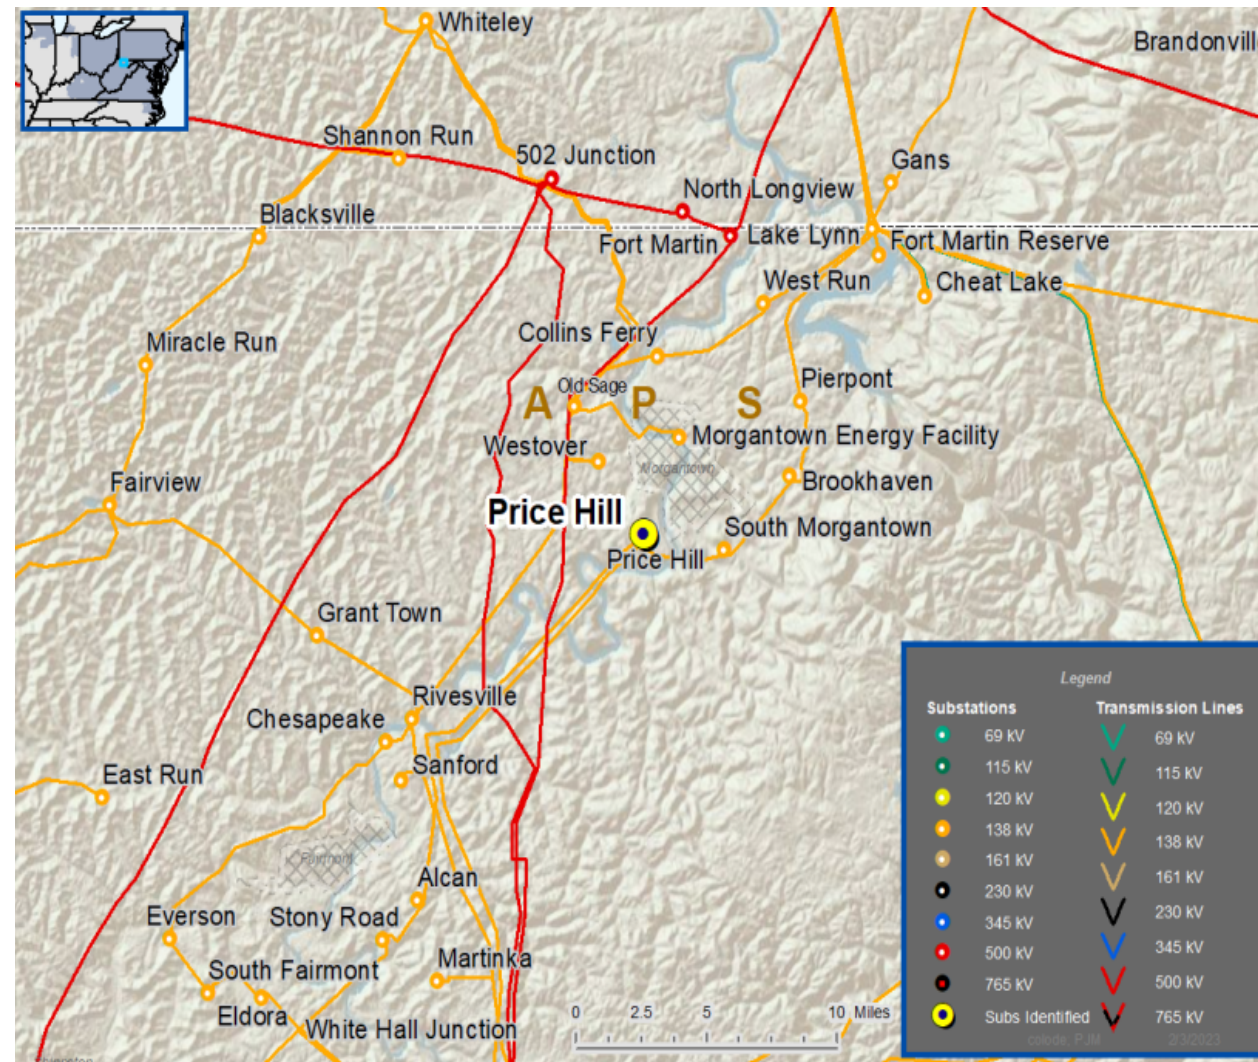 Whiteley
Brandonvill
Shannon Run
502 Junction
Gans
North Longview
Blacksville
Fort Martin
Lake Lynn
Fort Martin Reserve
West Run
Cheat Lake
Miracle Run
Collins Ferry
Old Sage
Pierpont
A P S
Westover
Morgantown Energy Facility
Morgantown
Fairview
Brookhaven
Price Hill
South Morgantown
Price Hill
Grant Town
Rivesville
Chesapeake
Sanford
East Run
Fairmont
Alcan
Everson
Stony Road
Martinka
South Fairmont
Eldora
White Hall Junction
0 2.5 5 10 Miles
Legend
Substations Transmission Lines
69 kV 69 kV
115 kV 115 kV
120 kV 120 kV
138 kV 138 kV
161 kV 161 kV
230 kV 230 kV
345 kV 345 kV
500 kV 500 kV
765 kV 765 kV
Subs Identified
colode: PJM 2/3/2023